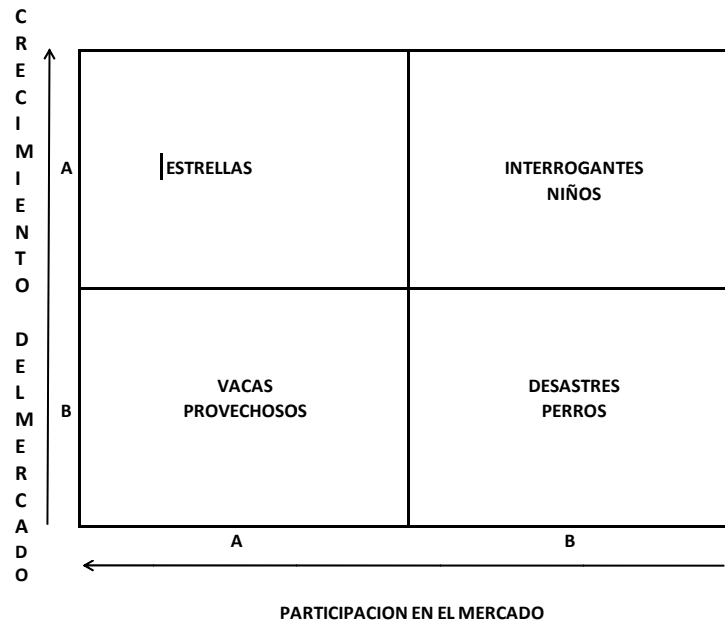 CRECIMIENTO DEL MERCADO
A
ESTRELLAS
INTERROGANTES
NIÑOS
B
VACAS
PROVECHOSOS
DESASTRES
PERROS
A
B
PARTICIPACION EN EL MERCADO